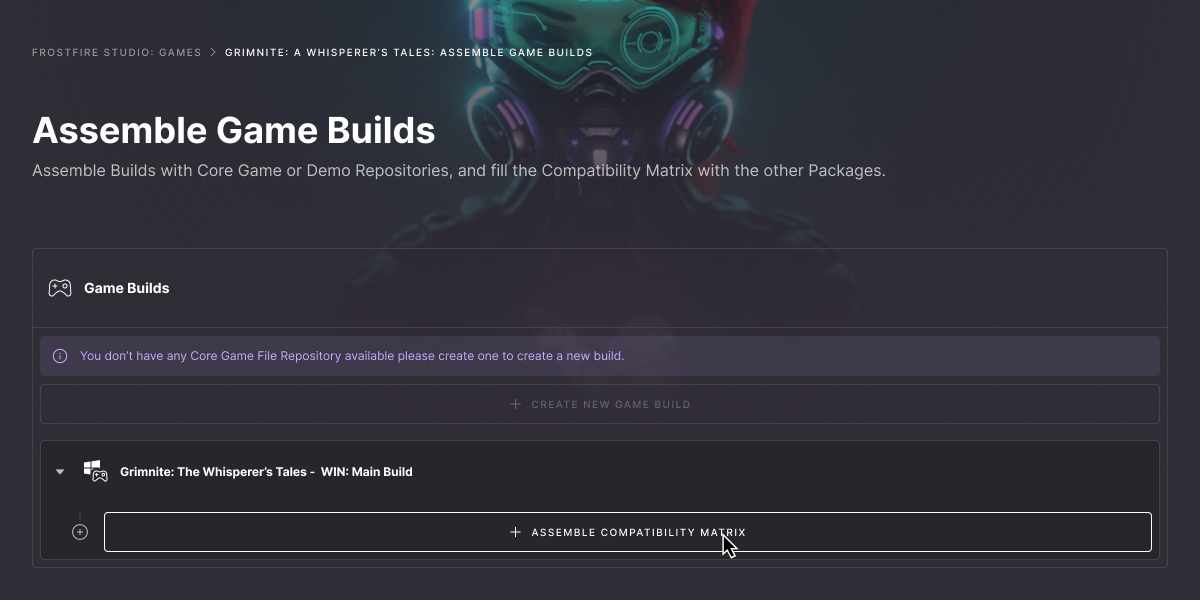 FROSTFIRE STUDIO: GAMES > GRIMNITE: A WHISPERER'S TALES: ASSEMBLE GAME BUILDS
Assemble Game Builds
Assemble Builds with Core Game or Demo Repositories, and fill the Compatibility Matrix with the other Packages.
Game Builds
You don't have any Core Game File Repository available please create one to create a new build.
+ CREATE NEW GAME BUILD
Grimnite: The Whisperer's Tales - WIN: Main Build
+ ASSEMBLE COMPATIBILITY MATRIX